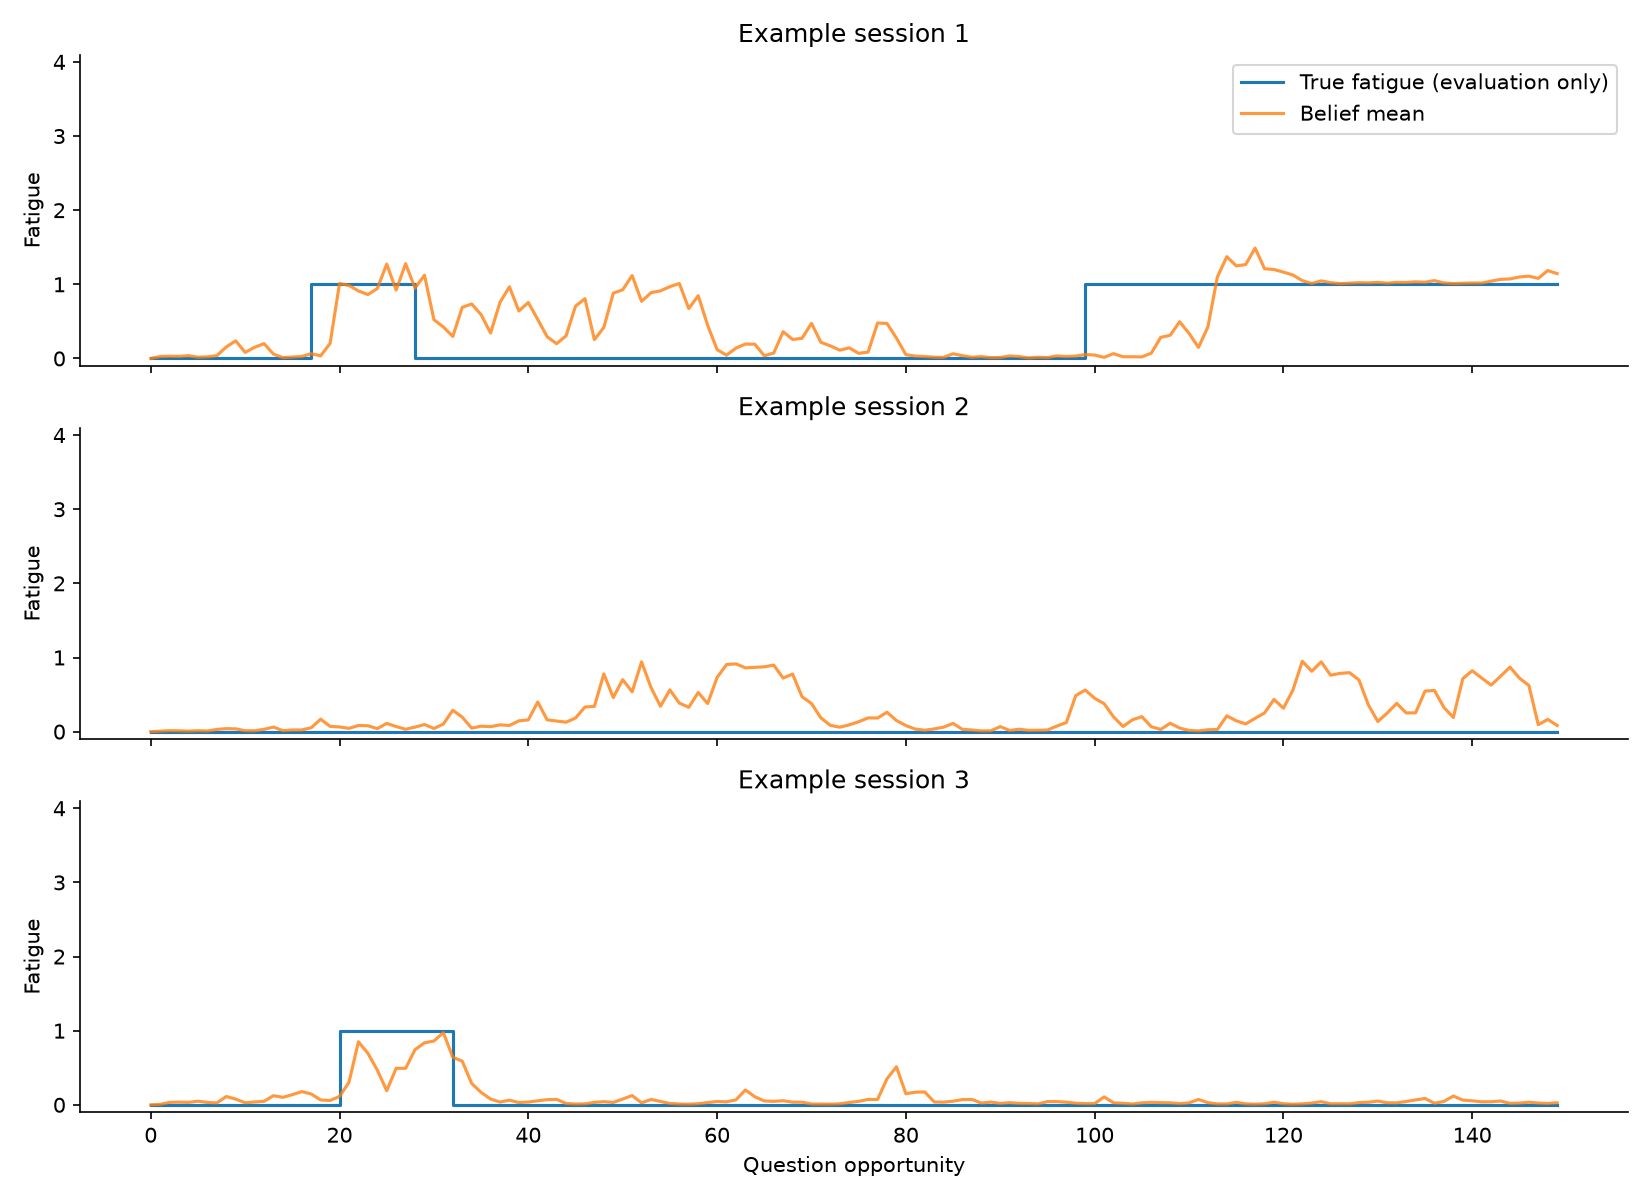 Example session 1
4
3
2
1
0
Fatigue
True fatigue (evaluation only)
Belief mean
Example session 2
4
3
2
1
0
Fatigue
Example session 3
4
3
2
1
0
Fatigue
0 20 40 60 80 100 120 140
Question opportunity